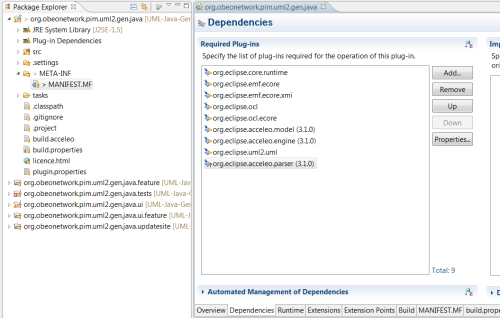 Package Explorer
> org.obeonetwork.pim.uml2.gen.java [UML-Java-Gener
JRE System Library [J2SE-1.5]
Plug-in Dependencies
src
.settings
> META-INF
> MANIFEST.MF
tasks
.classpath
.gitignore
.project
build.acceleo
build.properties
licence.html
plugin.properties
org.obeonetwork.pim.uml2.gen.java.feature [UML-Jav
org.obeonetwork.pim.uml2.gen.java.tests [UML-Java-G
org.obeonetwork.pim.uml2.gen.java.ui [UML-Java-Ge
org.obeonetwork.pim.uml2.gen.java.ui.feature [UML-
org.obeonetwork.pim.uml2.gen.java.updatesite [UML-
org.obeonetwork.pim.uml2.gen.java
Dependencies
Required Plug-ins
Specify the list of plug-ins required for the operation of this plug-in.
org.eclipse.core.runtime
org.eclipse.emf.ecore
org.eclipse.emf.ecore.xmi
org.eclipse.ocl
org.eclipse.ocl.ecore
org.eclipse.acceleo.model (3.1.0)
org.eclipse.acceleo.engine (3.1.0)
org.eclipse.uml2.uml
org.eclipse.acceleo.parser (3.1.0)
Add...
Remove
Up
Down
Properties...
Total: 9
Im
Sp
ori
Automated Management of Dependencies
D
Overview Dependencies Runtime Extensions Extension Points Build MANIFEST.MF build.prope